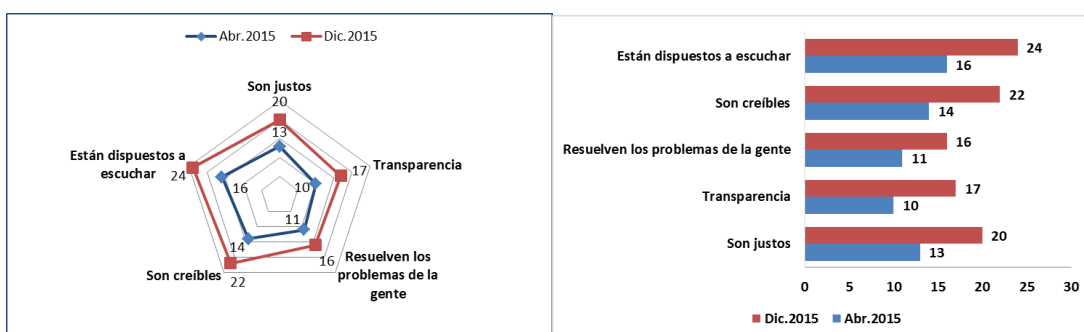 Abr.2015 Dic.2015
Son justos
20
13
Transparencia
17
10
Están dispuestos a
escuchar
24
16
11
14
16
Resuelven los
problemas de la
gente
Son creíbles
22
Están dispuestos a escuchar
24
16
Son creíbles
22
14
Resuelven los problemas de la gente
16
11
Transparencia
17
10
Son justos
20
13
0 5 10 15 20 25 30
Dic.2015 Abr.2015